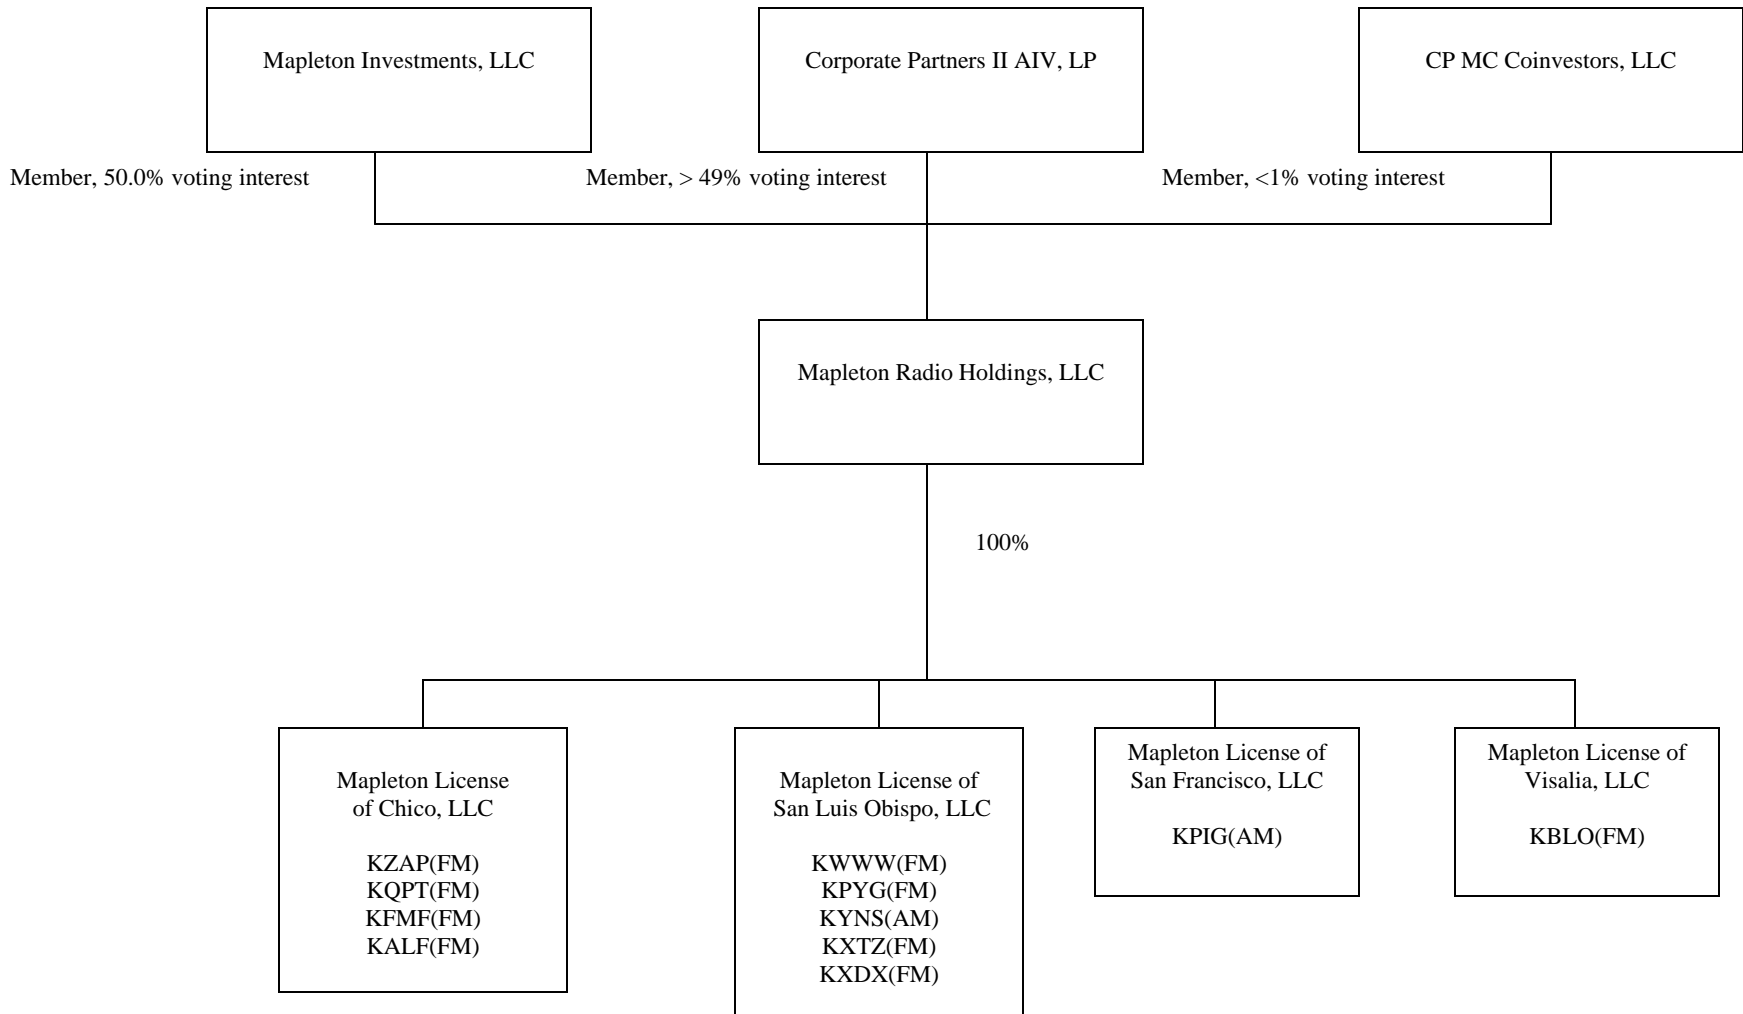 Mapleton Investments, LLC
Corporate Partners II AIV, LP
CP MC Coinvestors, LLC
Member, 50.0% voting interest
Member, > 49% voting interest
Member, <1% voting interest
Mapleton Radio Holdings, LLC
100%
Mapleton License
of Chico, LLC
KZAP(FM)
KQPT(FM)
KFMF(FM)
KALF(FM)
Mapleton License of
San Luis Obispo, LLC
KWWW(FM)
KPYG(FM)
KYNS(AM)
KXTZ(FM)
KXDX(FM)
Mapleton License of
San Francisco, LLC
KPIG(AM)
Mapleton License of
Visalia, LLC
KBLO(FM)